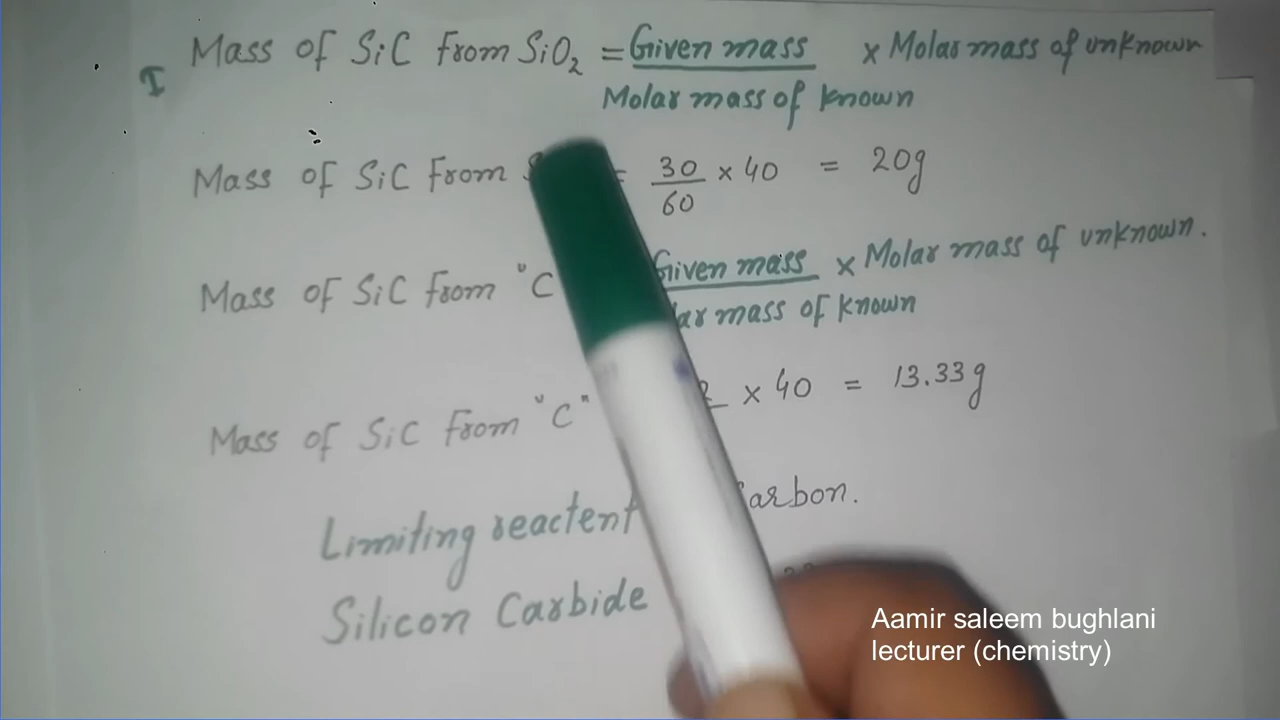 Mass of SiC from SiO₂ = Given mass x Molar mass of unknown
Molar mass of known
I
Mass of SiC from = 30 x 40 = 20g
60
Mass of SiC from "C Given mass x Molar mass of unknown.
mass of known
Mass of SiC from "C" x 40 = 13.33g
Limiting reactent
Silicon Carbide
Aamir saleem bughlani
lecturer (chemistry)